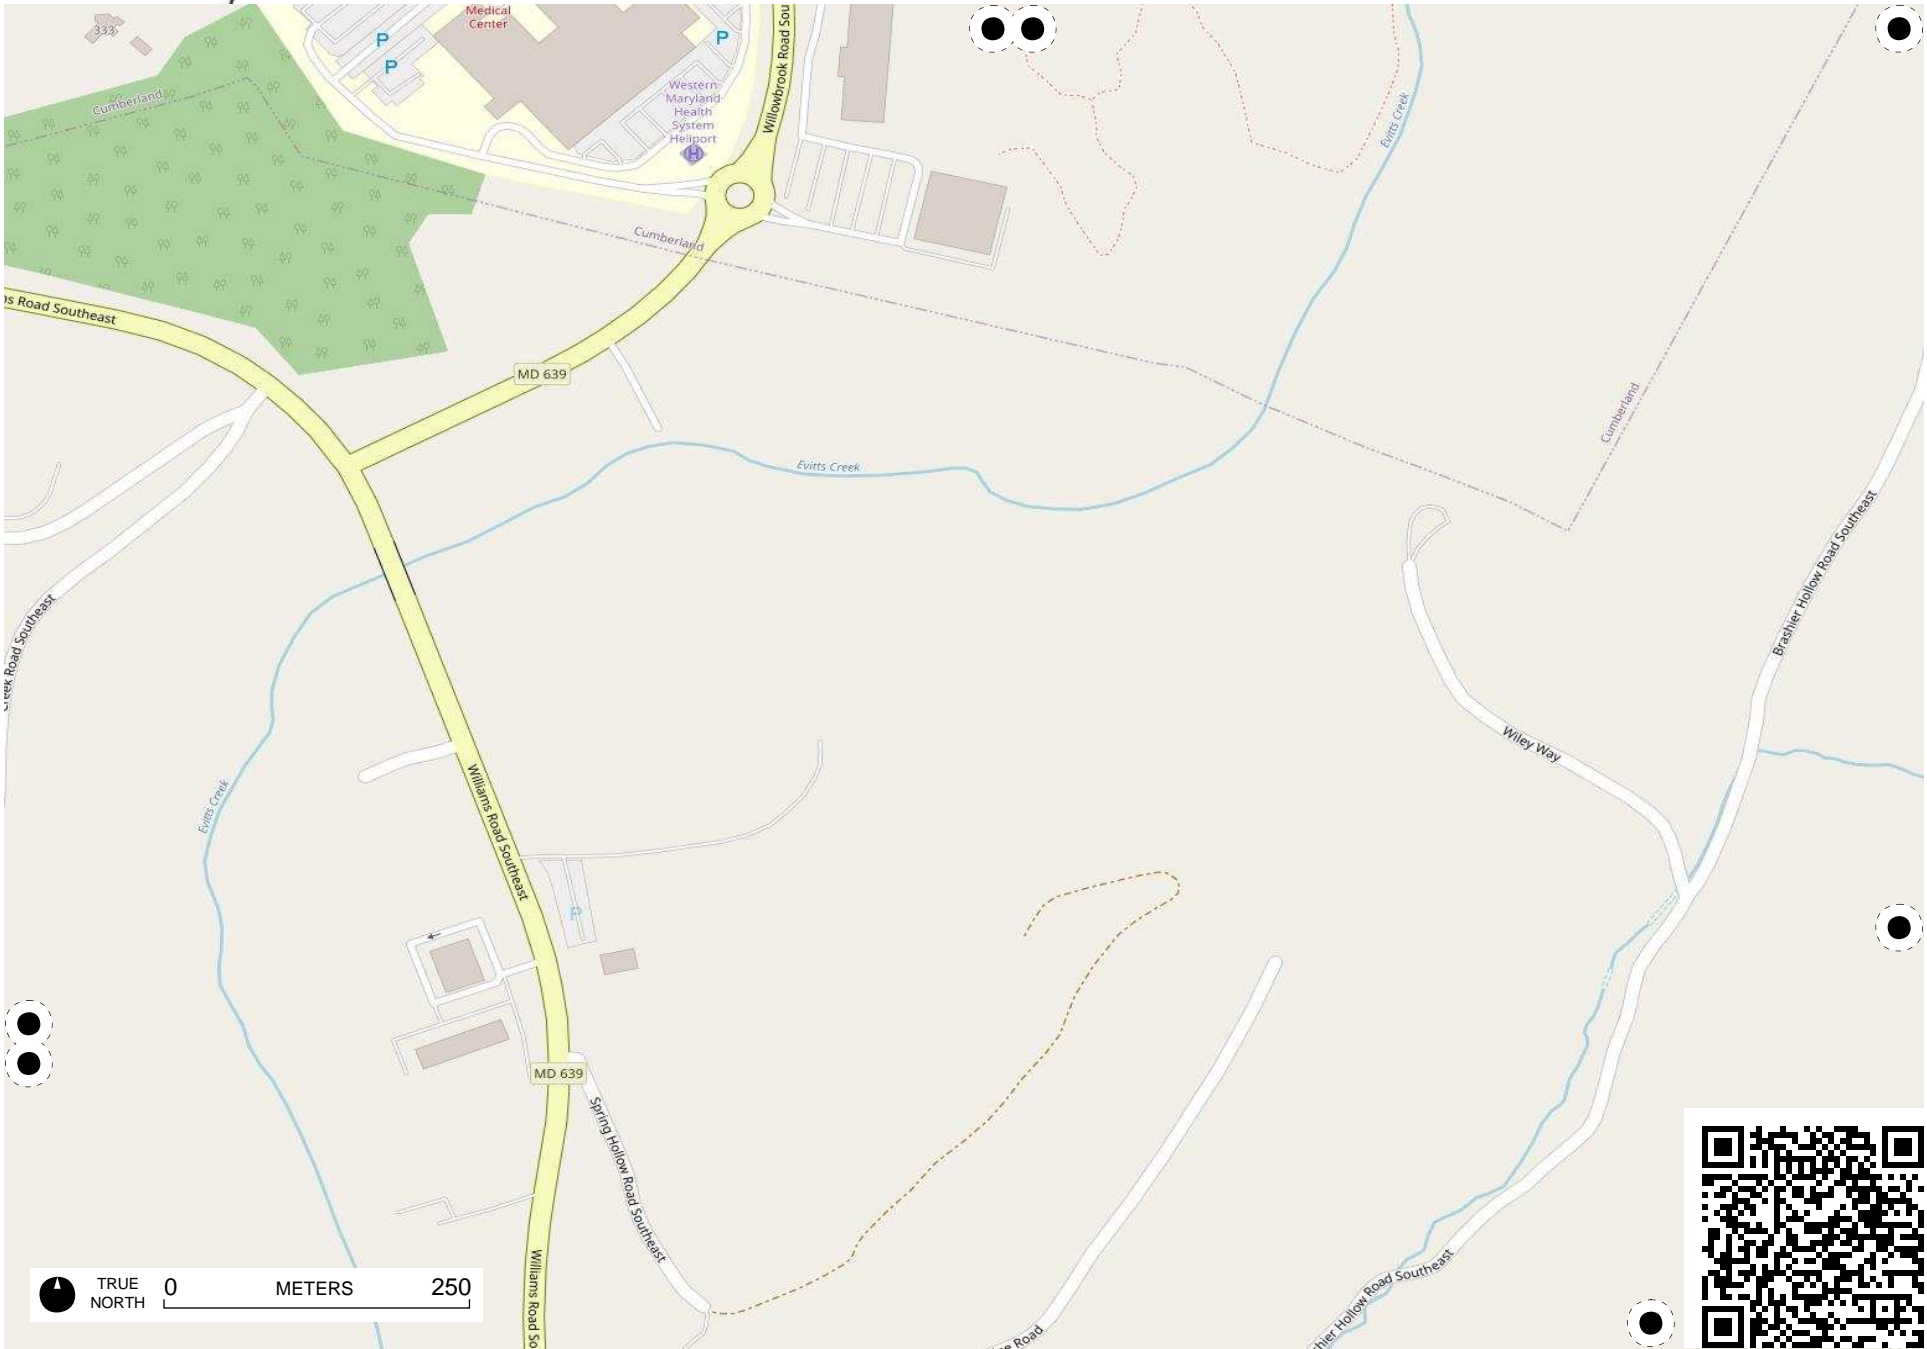 Medical
Center
333
P
P
P
Willowbrook Road Sou
Western
Maryland
Health
System
Heliport
H
Cumberland
Evitts Creek
Cumberland
Road Southeast
MD 639
Cumberland
Evitts Creek
Brashier Hollow Road Southeast
Creek Road Southeast
Wiley Way
Evitts Creek
Williams Road Southeast
P
MD 639
Spring Hollow Road Southeast
Williams Road So
Road
hier Hollow Road Southeast
TRUE
NORTH
0 METERS 250